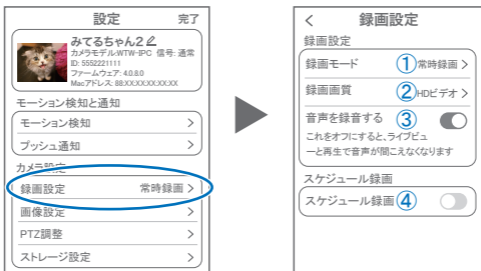 設定 完了
みてるちゃん2
カメラモデル:WTW-IPC 信号: 通常
ID: 5552221111
ファームウェア: 4.0.8.0
Macアドレス: 88:XX:XX:XX:XX:XX
モーション検知と通知
モーション検知 >
プッシュ通知 >
カメラ設定
録画設定 常時録画 >
画像設定 >
PTZ調整 >
ストレージ設定 >
< 録画設定
録画設定
録画モード ①常時録画 >
録画画質 ②HDビデオ >
音声を録音する ③
これをオフにすると、ライブビュ
ーと再生で音声が聞こえなくなります
スケジュール録画
スケジュール録画 ④